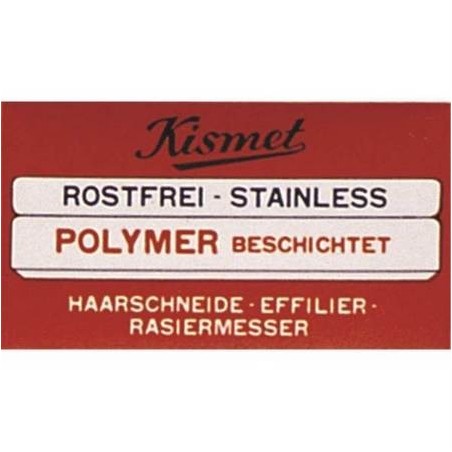 Kismet
ROSTFREI - STAINLESS
POLYMER BESCHICHTET
HAARSCHNEIDE · EFFILIER ·
RASIERMESSER